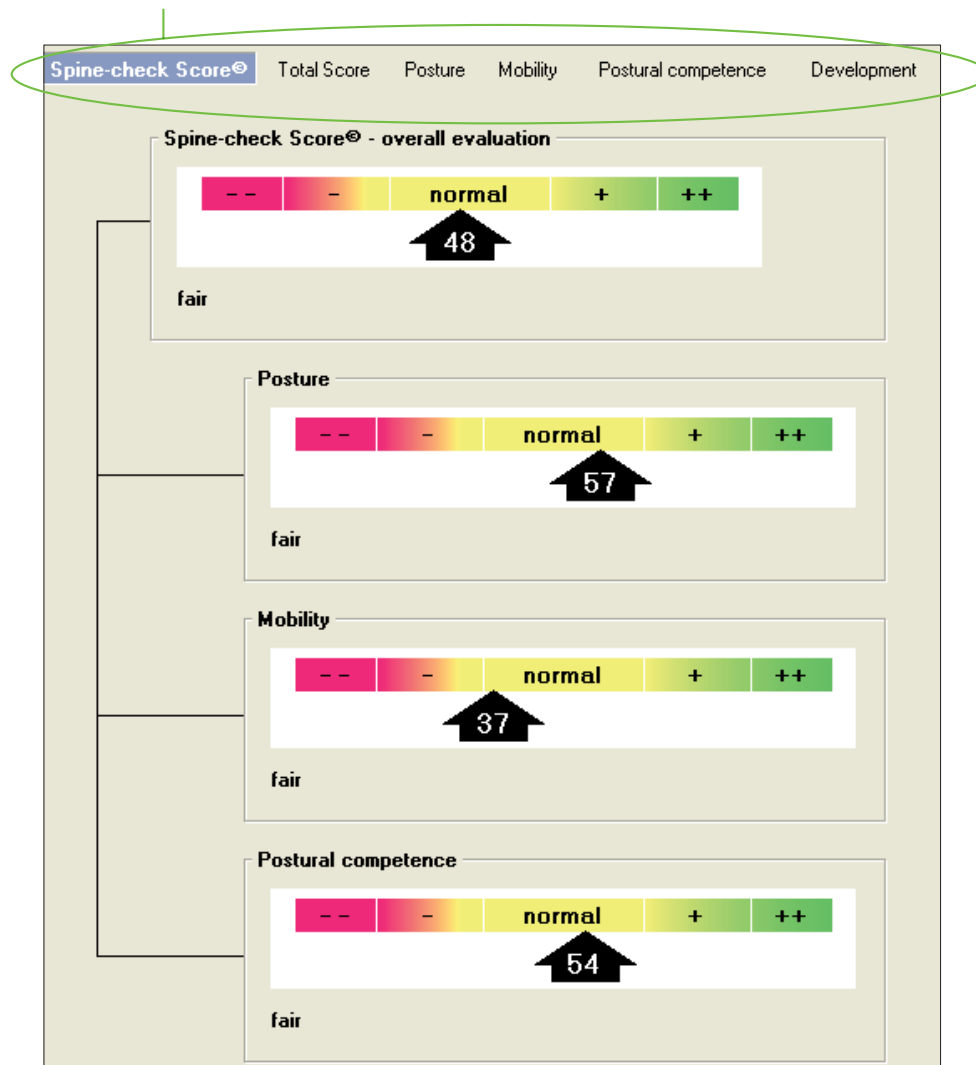 Spine-check Score® Total Score Posture Mobility Postural competence Development
Spine-check Score® - overall evaluation
-- - normal + ++
48
fair
Posture
-- - normal + ++
57
fair
Mobility
-- - normal + ++
37
fair
Postural competence
-- - normal + ++
54
fair